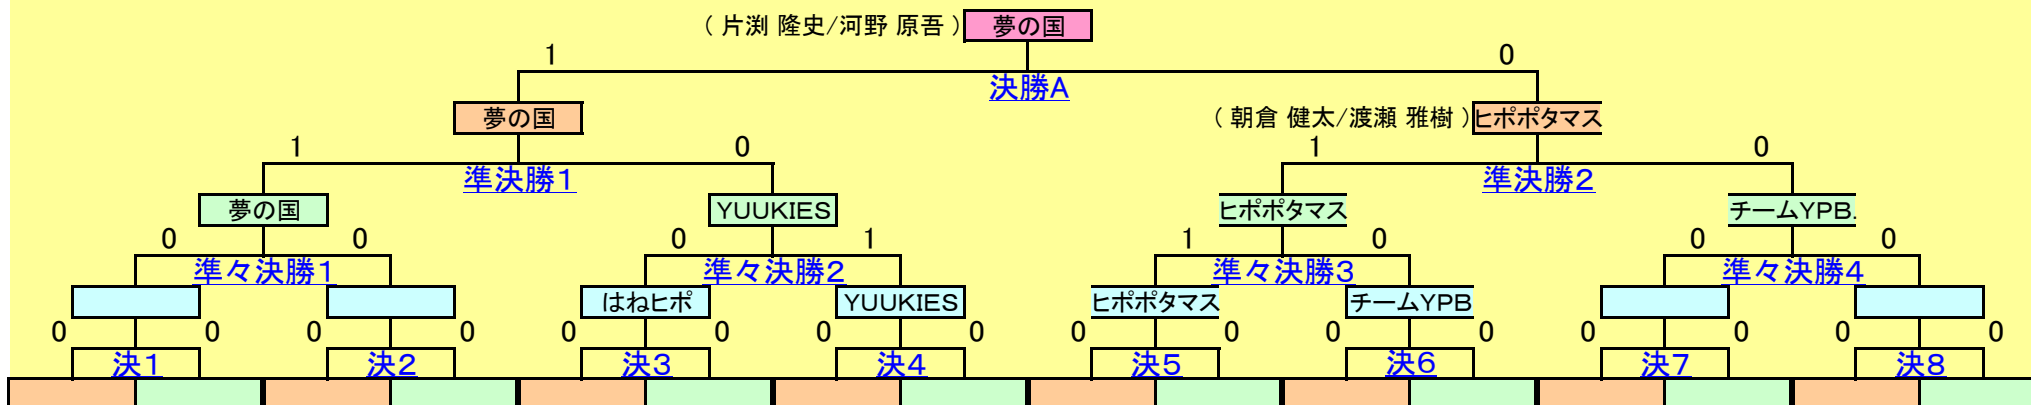 （ 片渕 隆史/河野 原吾 ） 夢の国
1 0
決勝A
夢の国 （ 朝倉 健太/渡瀬 雅樹 ） ヒポポタマス
1 0 1 0
準決勝1 準決勝2
夢の国 YUUKIES ヒポポタマス チームYPB.
0 0 0 1 1 0 0 0
準々決勝1 準々決勝2 準々決勝3 準々決勝4
はねヒポ YUUKIES ヒポポタマス チームYPB
0 0 0 0 0 0 0 0 0 0 0 0 0 0 0 0
決1 決2 決3 決4 決5 決6 決7 決8